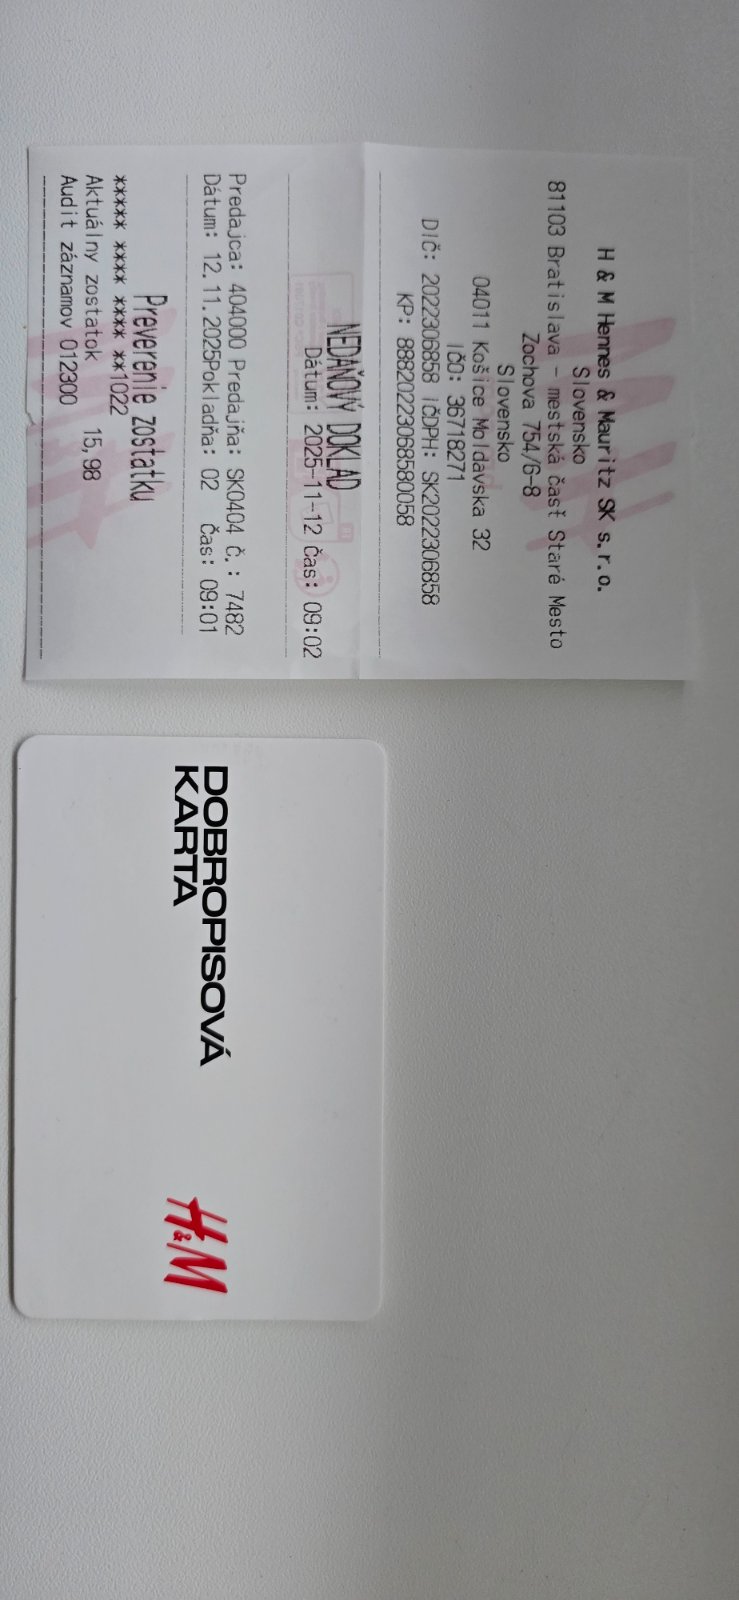 H & M Hennes & Mauritz SK s.r.o.
Slovensko
81103 Bratislava - mestská časť Staré Mesto
Zochova 754/6-8
Slovensko
04011 Košice Moldavska 32
IČO: 36718271
DIČ: 2022306858 IČDPH: SK2022306858
KP: 88820223068580058
NEDAŇOVÝ DOKLAD
Dátum: 2025-11-12 Čas: 09:02
Predajca: 404000 Predajňa: SK0404 Č.: 7482
Dátum: 12.11.2025Pokladňa: 02 Čas: 09:01
Preverenie zostatku
***** **** **** **1022
Aktuálny zostatok 15,98
Audit záznamov 012300
DOBROPISOVÁ
KARTA
H&M